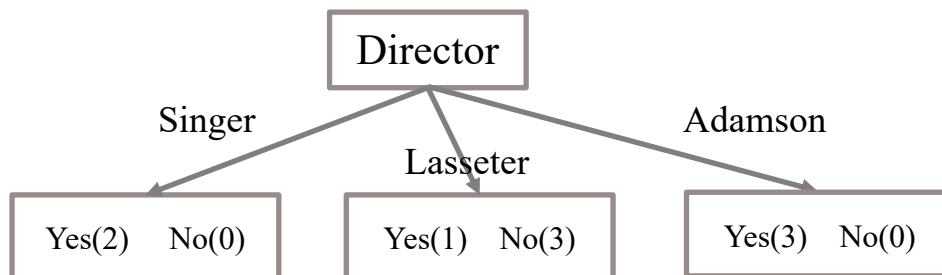 Director
Singer
Adamson
Lasseter
Yes(2) No(0)
Yes(1) No(3)
Yes(3) No(0)